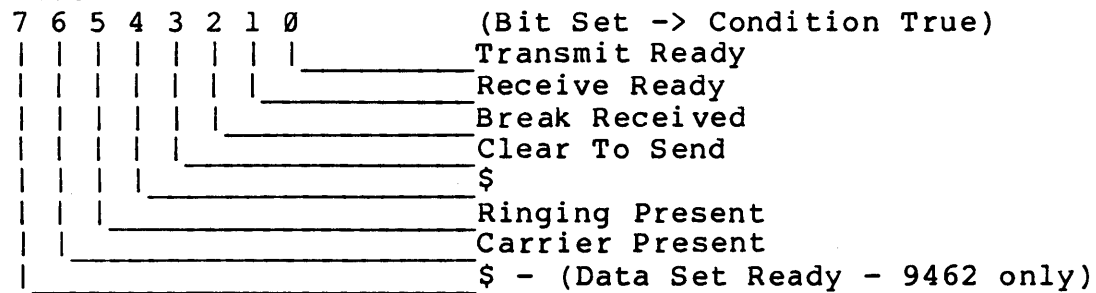 7 6 5 4 3 2 1 Ø (Bit Set -> Condition True)
Transmit Ready
Receive Ready
Break Received
Clear To Send
$
Ringing Present
Carrier Present
$ - (Data Set Ready - 9462 only)